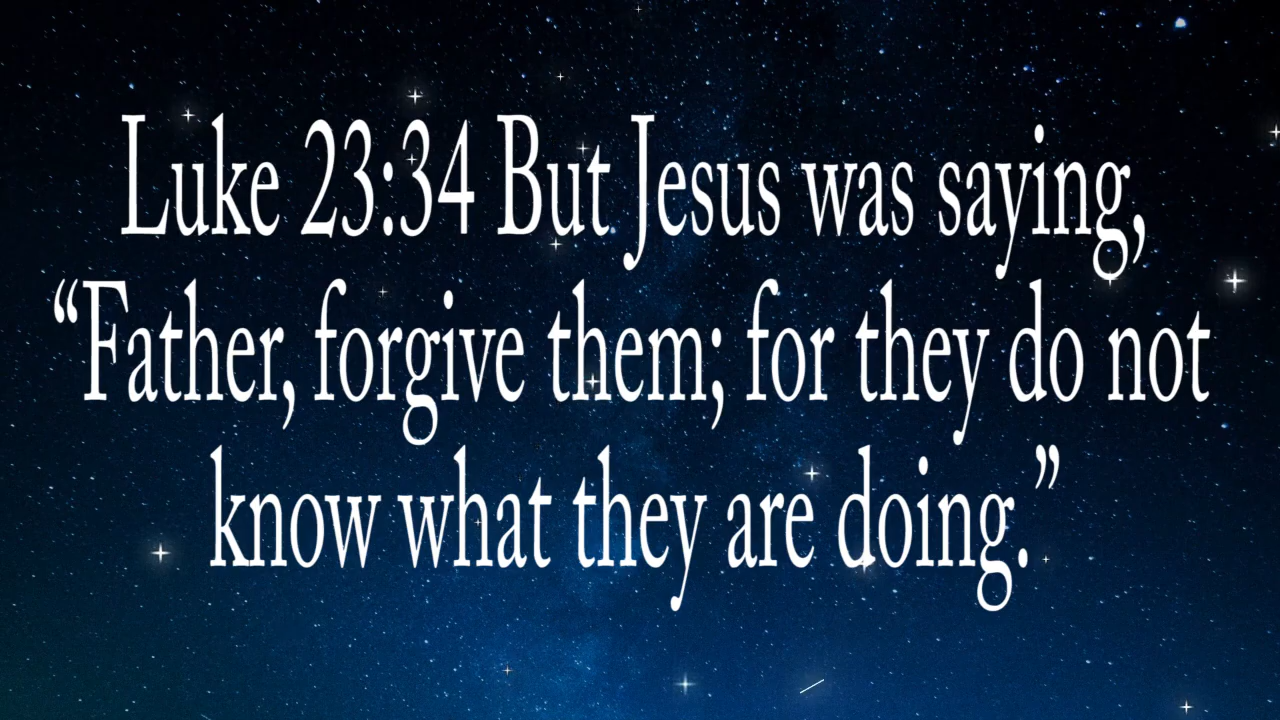 Luke 23:34 But Jesus was saying,
“Father, forgive them; for they do not
know what they are doing.”